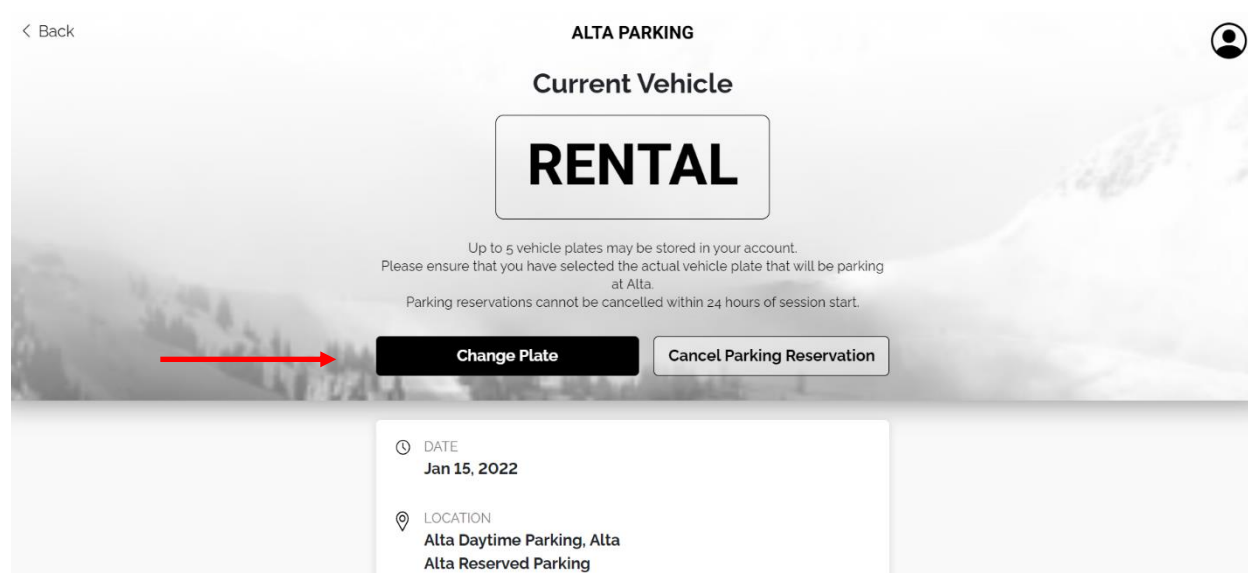 < Back
ALTA PARKING
Current Vehicle
RENTAL
Up to 5 vehicle plates may be stored in your account.
Please ensure that you have selected the actual vehicle plate that will be parking
at Alta.
Parking reservations cannot be cancelled within 24 hours of session start.
Change Plate
Cancel Parking Reservation
DATE
Jan 15, 2022
LOCATION
Alta Daytime Parking, Alta
Alta Reserved Parking